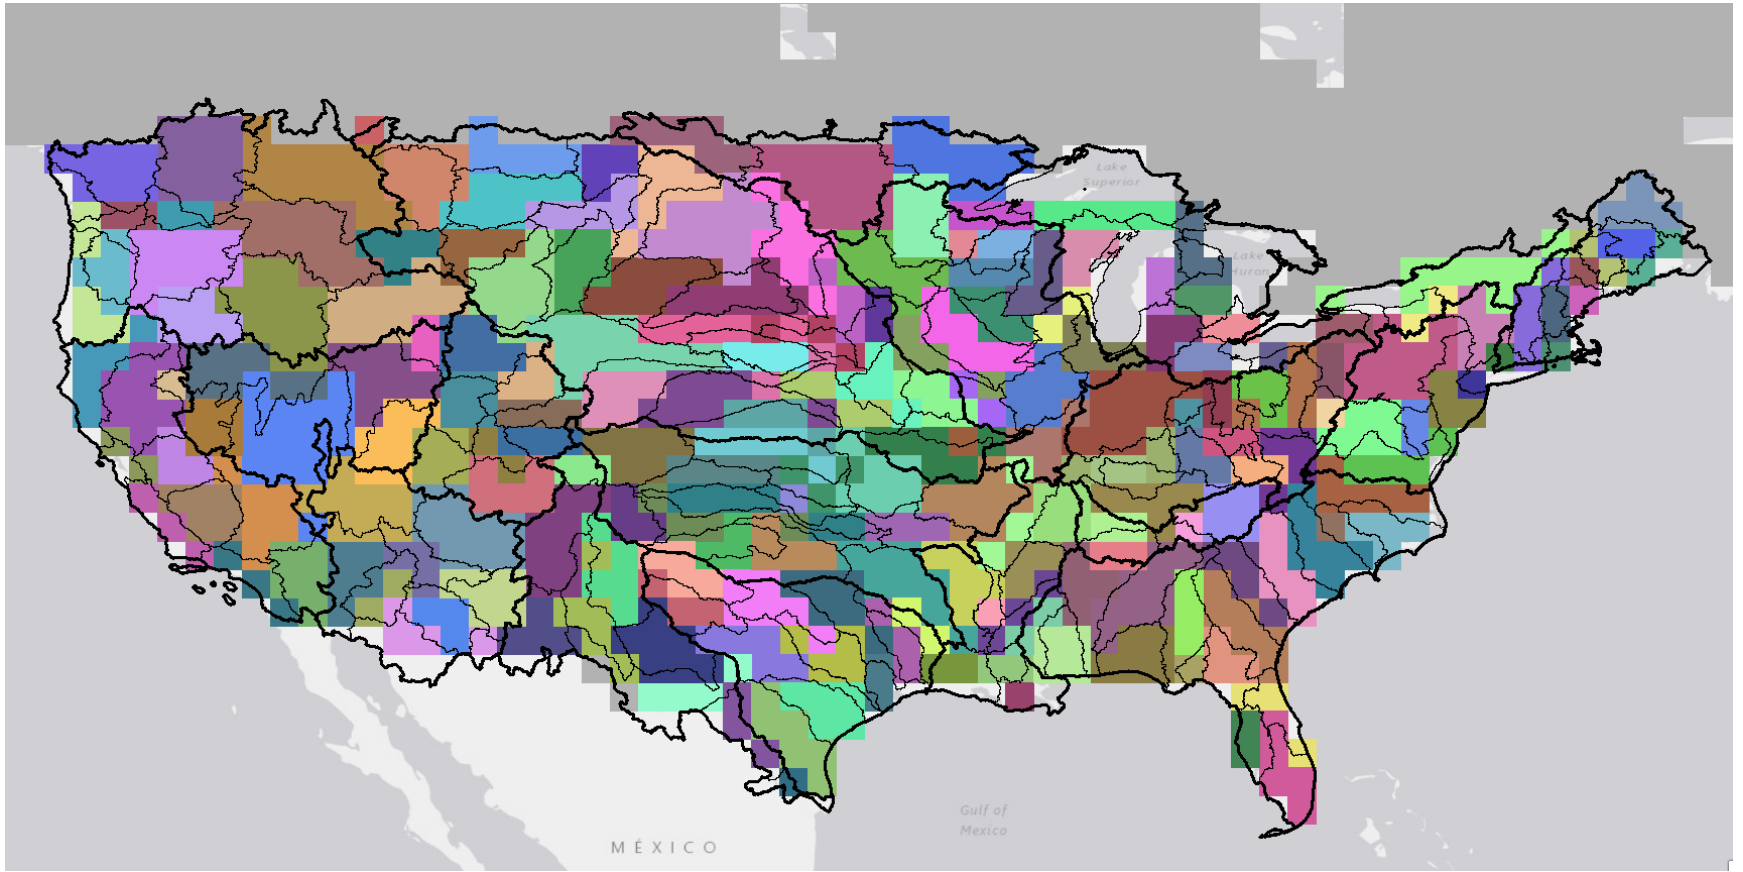 Lake
Superior
Lake
Huron
Gulf of
Mexico
MÉXICO